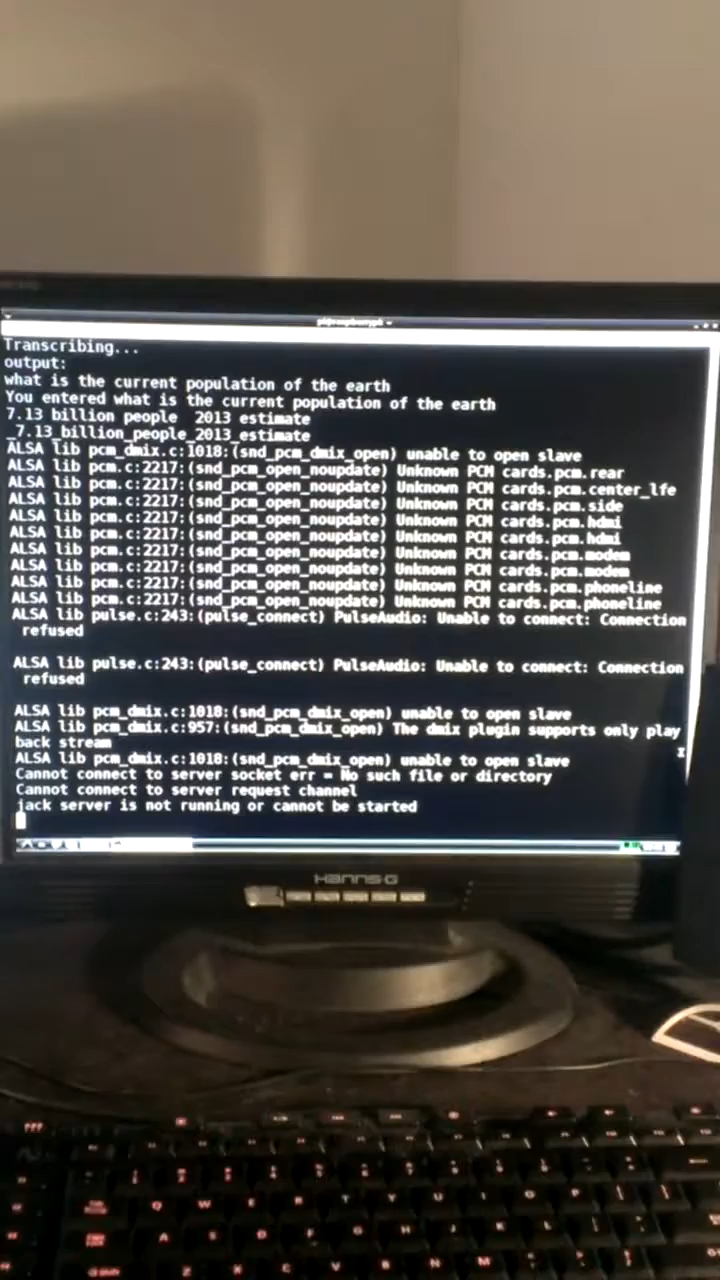 pi@raspberrypi
Transcribing...
output:
what is the current population of the earth
You entered what is the current population of the earth
7.13 billion people  2013 estimate
_7.13_billion_people_2013_estimate
ALSA lib pcm_dmix.c:1018:(snd_pcm_dmix_open) unable to open slave
ALSA lib pcm.c:2217:(snd_pcm_open_noupdate) Unknown PCM cards.pcm.rear
ALSA lib pcm.c:2217:(snd_pcm_open_noupdate) Unknown PCM cards.pcm.center_lfe
ALSA lib pcm.c:2217:(snd_pcm_open_noupdate) Unknown PCM cards.pcm.side
ALSA lib pcm.c:2217:(snd_pcm_open_noupdate) Unknown PCM cards.pcm.hdmi
ALSA lib pcm.c:2217:(snd_pcm_open_noupdate) Unknown PCM cards.pcm.hdmi
ALSA lib pcm.c:2217:(snd_pcm_open_noupdate) Unknown PCM cards.pcm.modem
ALSA lib pcm.c:2217:(snd_pcm_open_noupdate) Unknown PCM cards.pcm.modem
ALSA lib pcm.c:2217:(snd_pcm_open_noupdate) Unknown PCM cards.pcm.phoneline
ALSA lib pcm.c:2217:(snd_pcm_open_noupdate) Unknown PCM cards.pcm.phoneline
ALSA lib pulse.c:243:(pulse_connect) PulseAudio: Unable to connect: Connection
refused
ALSA lib pulse.c:243:(pulse_connect) PulseAudio: Unable to connect: Connection
refused
ALSA lib pcm_dmix.c:1018:(snd_pcm_dmix_open) unable to open slave
ALSA lib pcm_dmix.c:957:(snd_pcm_dmix_open) The dmix plugin supports only play
back stream
ALSA lib pcm_dmix.c:1018:(snd_pcm_dmix_open) unable to open slave
Cannot connect to server socket err = No such file or directory
Cannot connect to server request channel
jack server is not running or cannot be started
HANNS-G
Q W E R T Y U I O P
A S D F G H J K L
Z X C V B N M